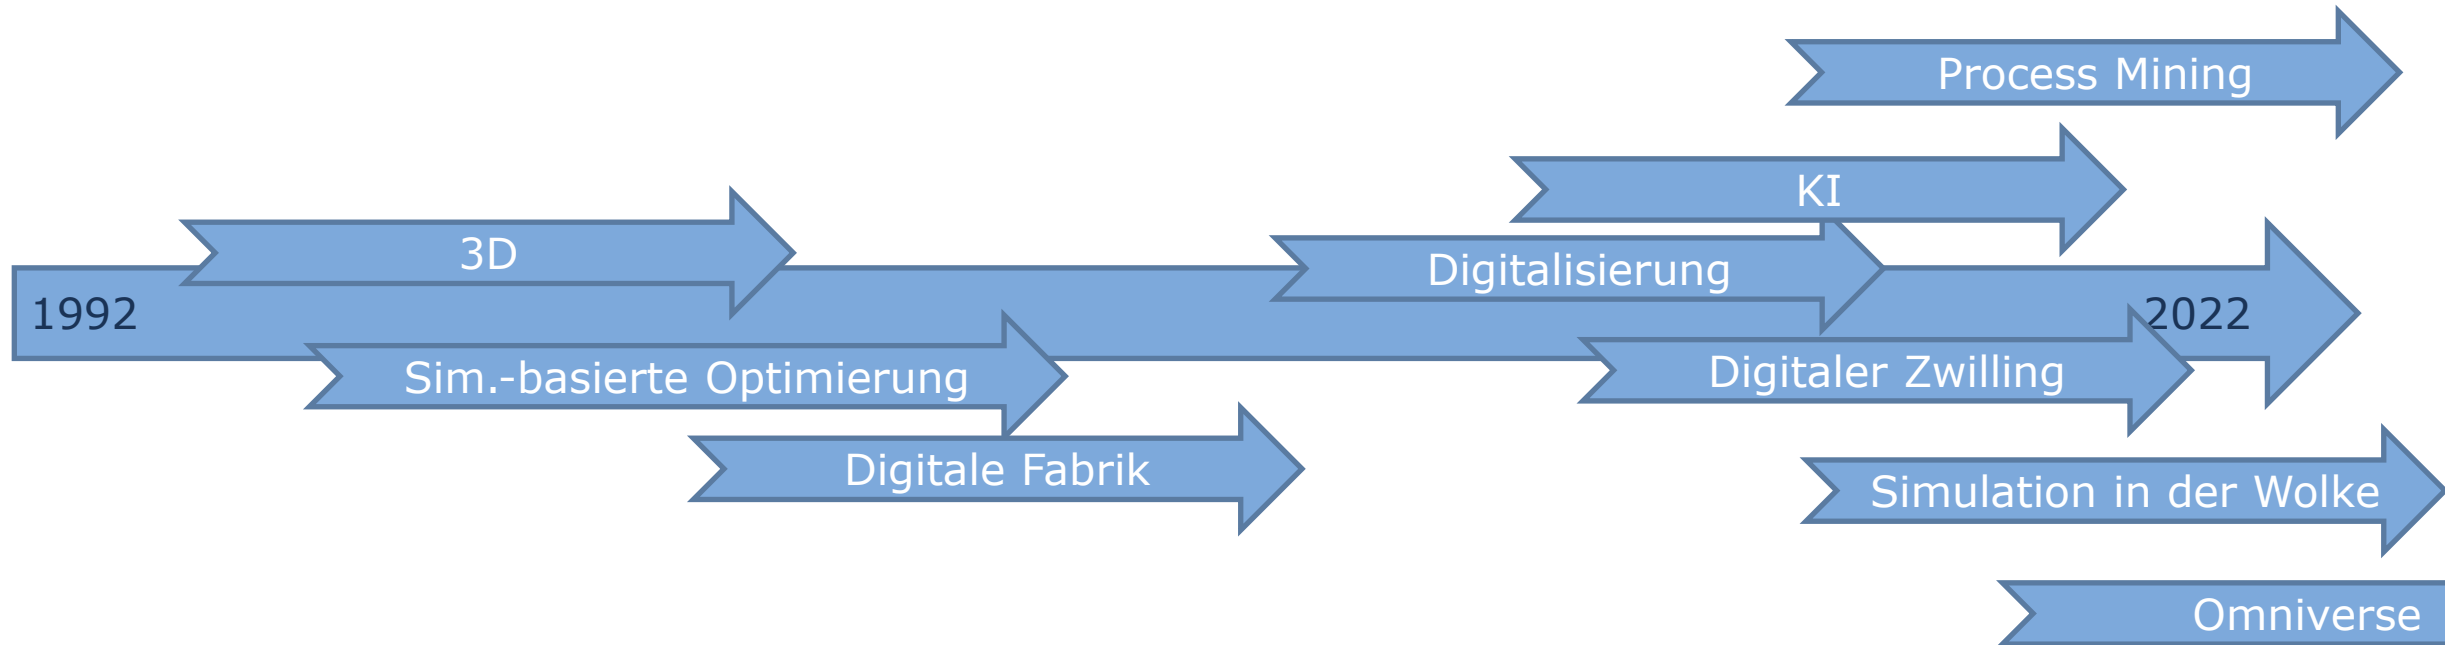 Process Mining
KI
3D
Digitalisierung
1992
2022
Sim.-basierte Optimierung
Digitaler Zwilling
Digitale Fabrik
Simulation in der Wolke
Omniverse